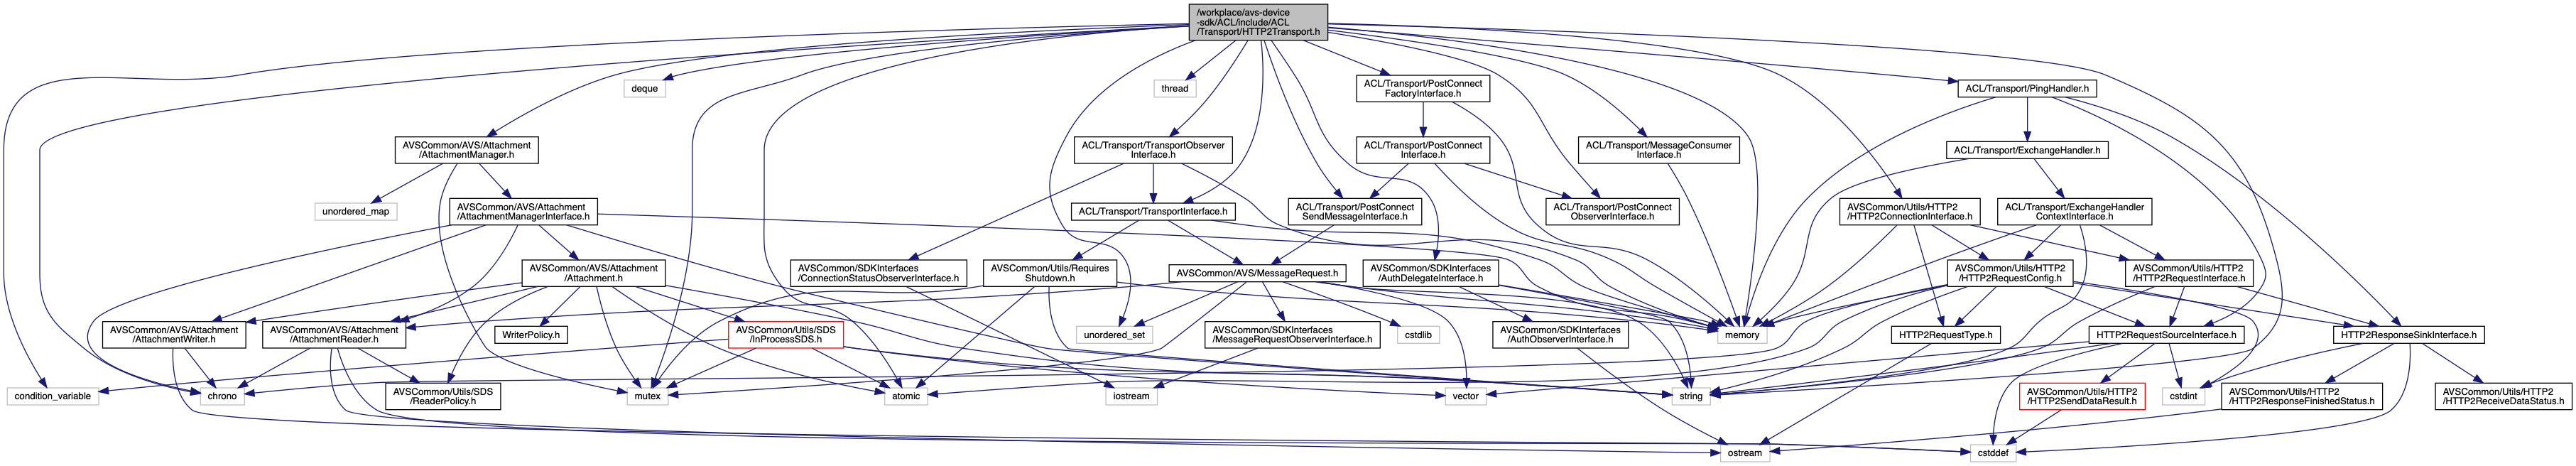 /workplace/avs-device
-sdk/ACL/include/ACL
/Transport/HTTP2Transport.h
deque
thread
ACL/Transport/PostConnect
FactoryInterface.h
ACL/Transport/PingHandler.h
AVSCommon/AVS/Attachment
/AttachmentManager.h
ACL/Transport/TransportObserver
Interface.h
ACL/Transport/PostConnect
Interface.h
ACL/Transport/MessageConsumer
Interface.h
ACL/Transport/ExchangeHandler.h
unordered_map
AVSCommon/AVS/Attachment
/AttachmentManagerInterface.h
ACL/Transport/TransportInterface.h
ACL/Transport/PostConnect
SendMessageInterface.h
ACL/Transport/PostConnect
ObserverInterface.h
AVSCommon/Utils/HTTP2
/HTTP2ConnectionInterface.h
ACL/Transport/ExchangeHandler
ContextInterface.h
AVSCommon/AVS/Attachment
/Attachment.h
AVSCommon/SDKInterfaces
/ConnectionStatusObserverInterface.h
AVSCommon/Utils/Requires
Shutdown.h
AVSCommon/AVS/MessageRequest.h
AVSCommon/SDKInterfaces
/AuthDelegateInterface.h
AVSCommon/Utils/HTTP2
/HTTP2RequestConfig.h
AVSCommon/Utils/HTTP2
/HTTP2RequestInterface.h
AVSCommon/AVS/Attachment
/AttachmentWriter.h
AVSCommon/AVS/Attachment
/AttachmentReader.h
WriterPolicy.h
AVSCommon/Utils/SDS
/InProcessSDS.h
unordered_set
AVSCommon/SDKInterfaces
/MessageRequestObserverInterface.h
cstdlib
AVSCommon/SDKInterfaces
/AuthObserverInterface.h
memory
HTTP2RequestType.h
HTTP2RequestSourceInterface.h
HTTP2ResponseSinkInterface.h
condition_variable
chrono
AVSCommon/Utils/SDS
/ReaderPolicy.h
mutex
atomic
iostream
vector
string
AVSCommon/Utils/HTTP2
/HTTP2SendDataResult.h
cstdint
AVSCommon/Utils/HTTP2
/HTTP2ResponseFinishedStatus.h
AVSCommon/Utils/HTTP2
/HTTP2ReceiveDataStatus.h
ostream
cstddef